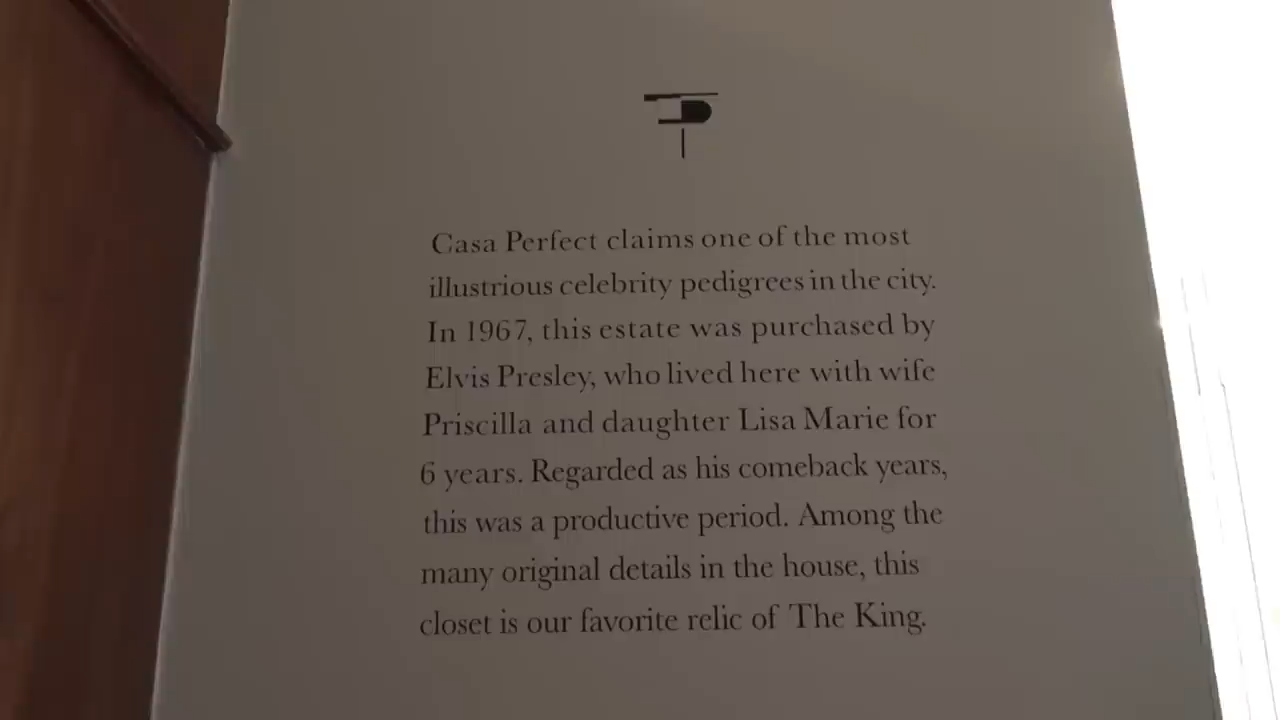 Casa Perfect claims one of the most
illustrious celebrity pedigrees in the city.
In 1967, this estate was purchased by
Elvis Presley, who lived here with wife
Priscilla and daughter Lisa Marie for
6 years. Regarded as his comeback years,
this was a productive period. Among the
many original details in the house, this
closet is our favorite relic of The King.